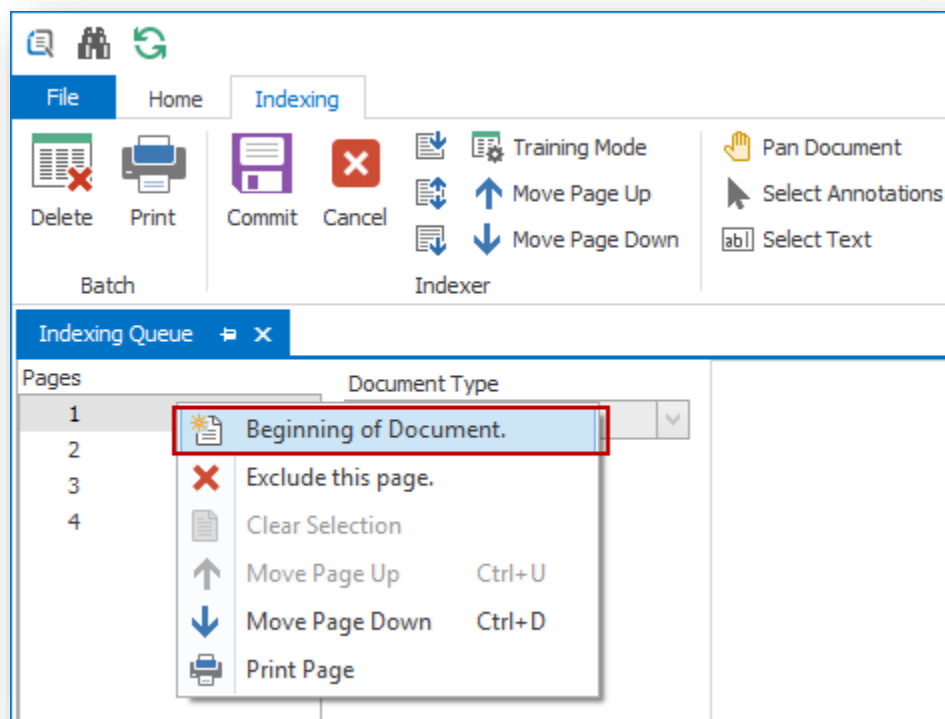 File Home Indexing
Training Mode Pan Document
Move Page Up Select Annotations
Delete Print Commit Cancel
Move Page Down ab Select Text
Batch Indexer
Indexing Queue
Pages
Document Type
1
Beginning of Document.
2
Exclude this page.
3
4
Clear Selection
Move Page Up Ctrl+U
Move Page Down Ctrl+D
Print Page